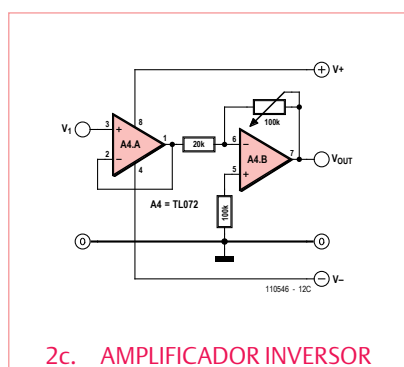 + V+
8
V1 3 + A4.A 1 20k 100k
2 −
6 − A4.B 7 VOUT
5 +
4
A4 = TL072
100k
0 0
− V−
110546 - 12C
2c. AMPLIFICADOR INVERSOR